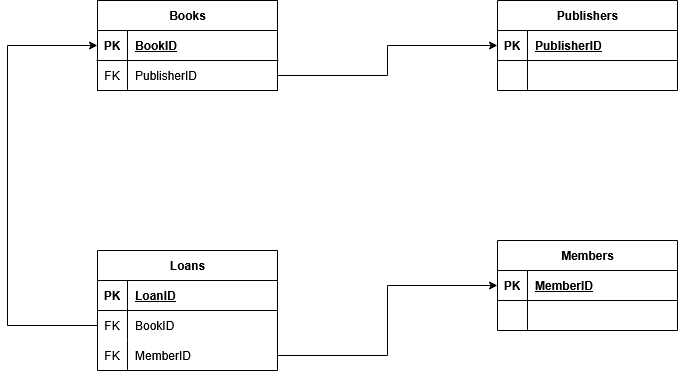 Books
PK BookID
FK PublisherID
Publishers
PK PublisherID
Loans
PK LoanID
FK BookID
FK MemberID
Members
PK MemberID